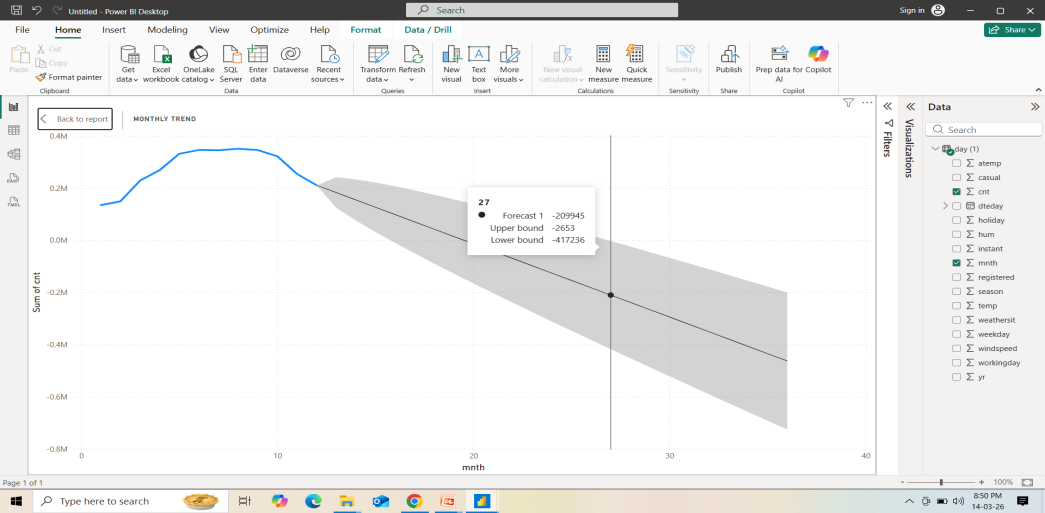 Untitled - Power BI Desktop
Search
Sign in
File Home Insert Modeling View Optimize Help Format Data / Drill
Share
Paste
Cut
Copy
Format painter
Clipboard
Get data
Excel workbook
OneLake catalog
SQL Server
Enter data
Dataverse
Recent sources
Data
Transform data
Refresh
Queries
New visual
Text box
More visuals
Insert
New visual calculation
New measure
Quick measure
Calculations
Sensitivity
Sensitivity
Publish
Share
Prep data for AI
Copilot
Copilot
Back to report
MONTHLY TREND
0.4M
0.2M
0.0M
-0.2M
-0.4M
-0.6M
-0.8M
Sum of cnt
0 10 20 30 40
mnth
27
Forecast 1 -209945
Upper bound -2653
Lower bound -417236
Filters
Visualizations
Data
Search
day (1)
atemp
casual
cnt
dteday
holiday
hum
instant
mnth
registered
season
temp
weathersit
weekday
windspeed
workingday
yr
Page 1 of 1
- + 100%
Type here to search
8:50 PM
14-03-26